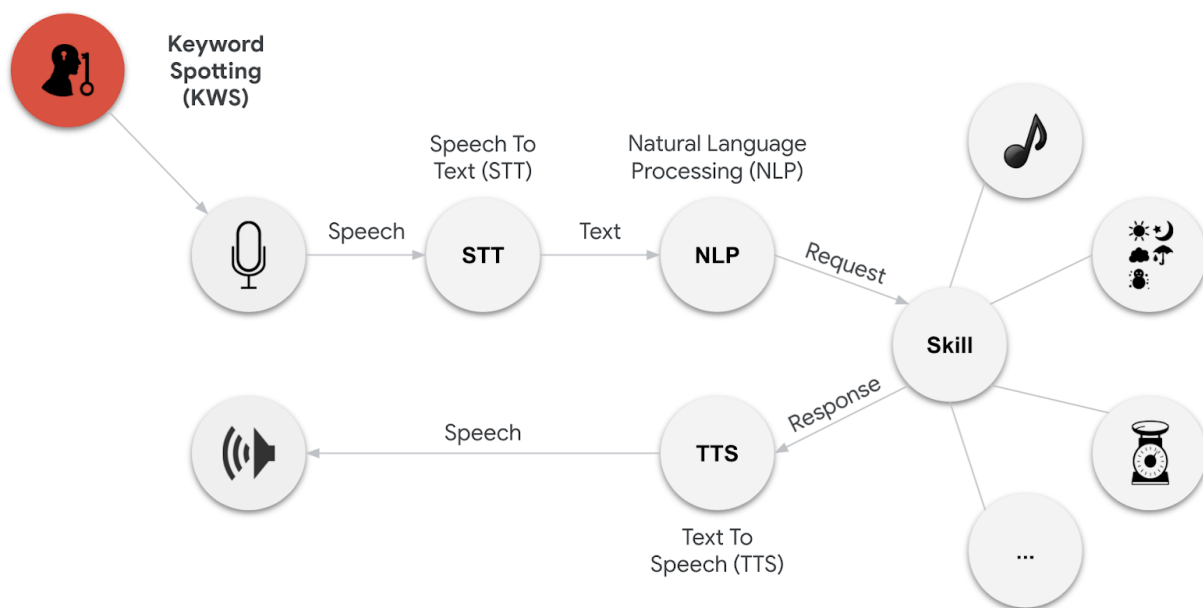 Keyword
Spotting
(KWS)
Speech To
Text (STT)
Natural Language
Processing (NLP)
Speech
STT
Text
NLP
Request
Skill
Response
Speech
TTS
Text To
Speech (TTS)
...